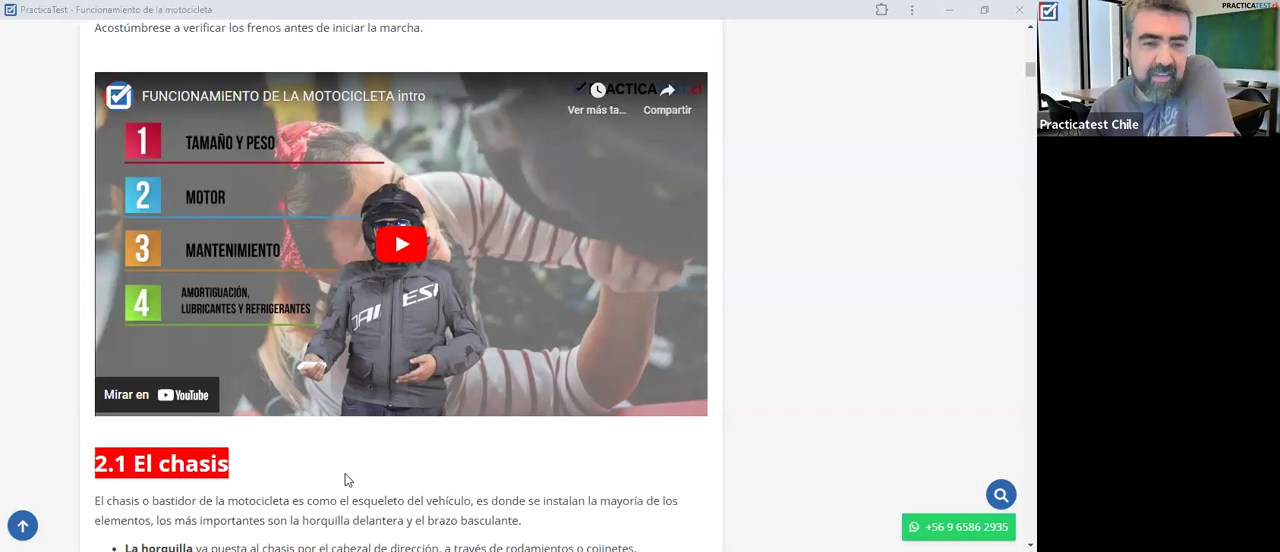 PracticaTest - Funcionamiento de la motocicleta
Acostúmbrese a verificar los frenos antes de iniciar la marcha.
PRACTICATEST.cl
Practicatest Chile
FUNCIONAMIENTO DE LA MOTOCICLETA intro
PRACTICATEST.cl
Ver más ta...
Compartir
1 TAMAÑO Y PESO
2 MOTOR
3 MANTENIMIENTO
4 AMORTIGUACIÓN,
LUBRICANTES Y REFRIGERANTES
Mirar en YouTube
2.1 El chasis
El chasis o bastidor de la motocicleta es como el esqueleto del vehículo, es donde se instalan la mayoría de los
elementos, los más importantes son la horquilla delantera y el brazo basculante.
+56 9 6586 2935
• La horquilla va puesta al chasis por el cabezal de dirección, a través de rodamientos o cojinetes.